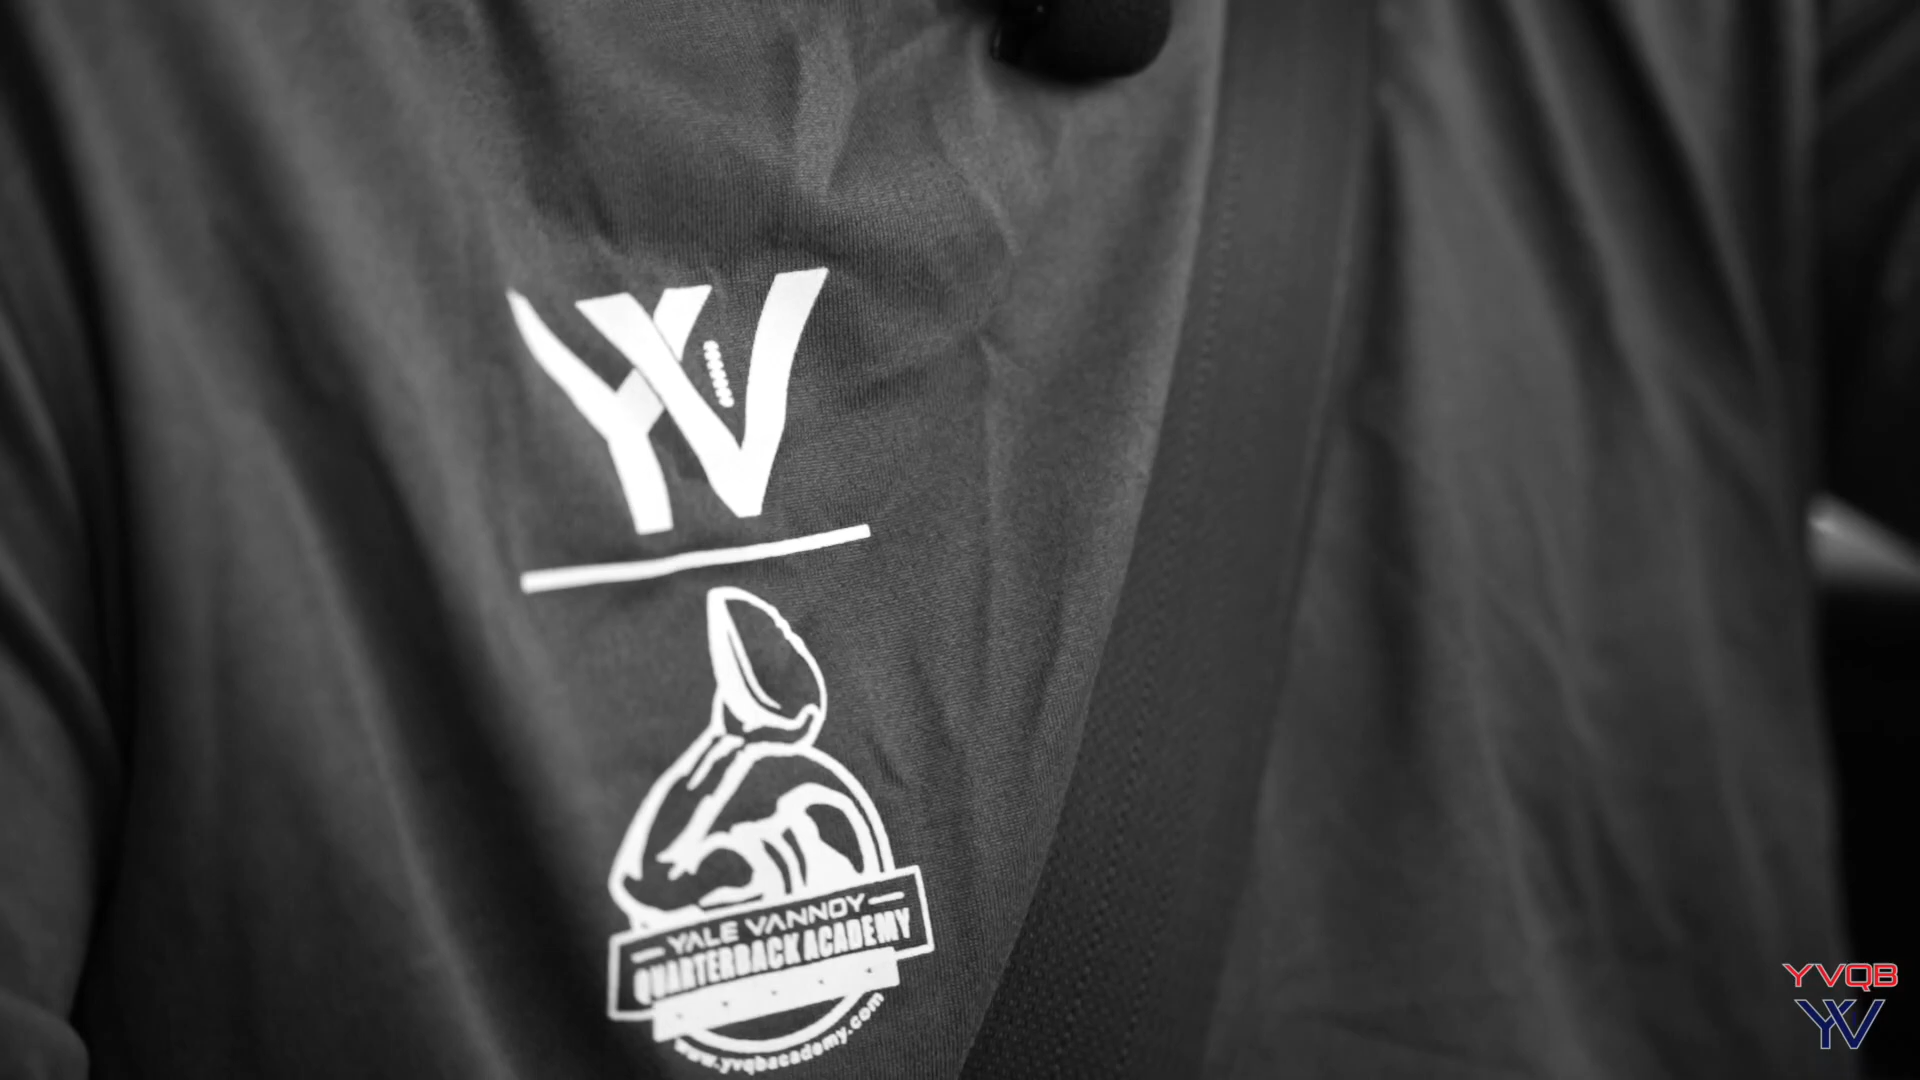 YV
YALE VANNOY
QUARTERBACK ACADEMY
www.yvqbacademy.com
YVQB
YV